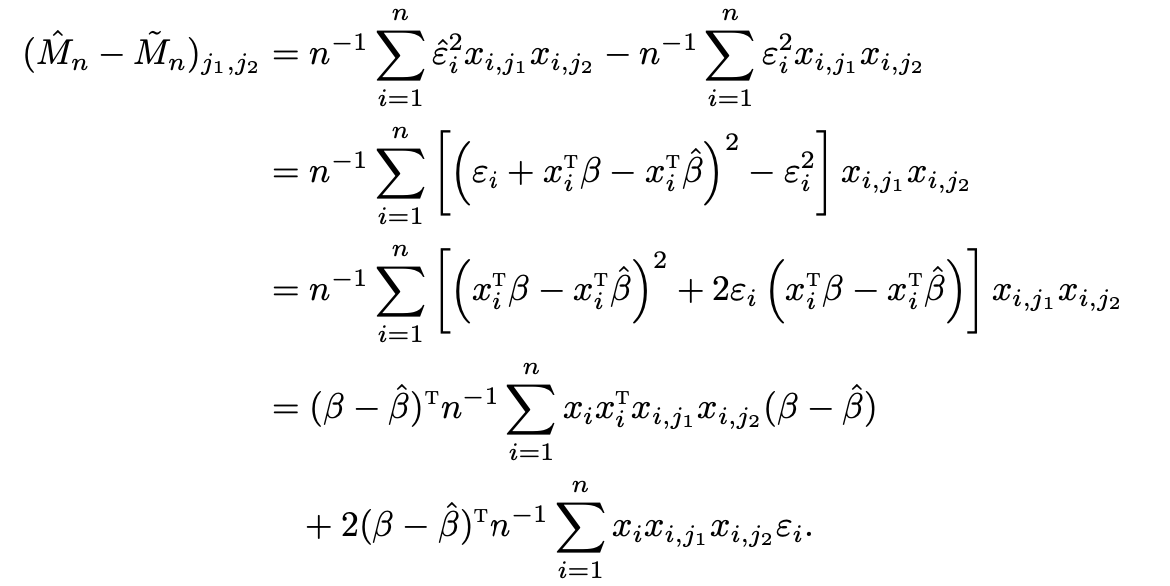 $(\hat{M}_n - \tilde{M}_n)_{j_1,j_2} = n^{-1} \sum_{i=1}^{n} \hat{\varepsilon}_i^2 x_{i,j_1} x_{i,j_2} - n^{-1} \sum_{i=1}^{n} \varepsilon_i^2 x_{i,j_1} x_{i,j_2}$
$= n^{-1} \sum_{i=1}^{n} \left[ \left( \varepsilon_i + x_i^{\mathrm{T}} \beta - x_i^{\mathrm{T}} \hat{\beta} \right)^2 - \varepsilon_i^2 \right] x_{i,j_1} x_{i,j_2}$
$= n^{-1} \sum_{i=1}^{n} \left[ \left( x_i^{\mathrm{T}} \beta - x_i^{\mathrm{T}} \hat{\beta} \right)^2 + 2\varepsilon_i \left( x_i^{\mathrm{T}} \beta - x_i^{\mathrm{T}} \hat{\beta} \right) \right] x_{i,j_1} x_{i,j_2}$
$= (\beta - \hat{\beta})^{\mathrm{T}} n^{-1} \sum_{i=1}^{n} x_i x_i^{\mathrm{T}} x_{i,j_1} x_{i,j_2} (\beta - \hat{\beta})$
$+ 2(\beta - \hat{\beta})^{\mathrm{T}} n^{-1} \sum_{i=1}^{n} x_i x_{i,j_1} x_{i,j_2} \varepsilon_i.$